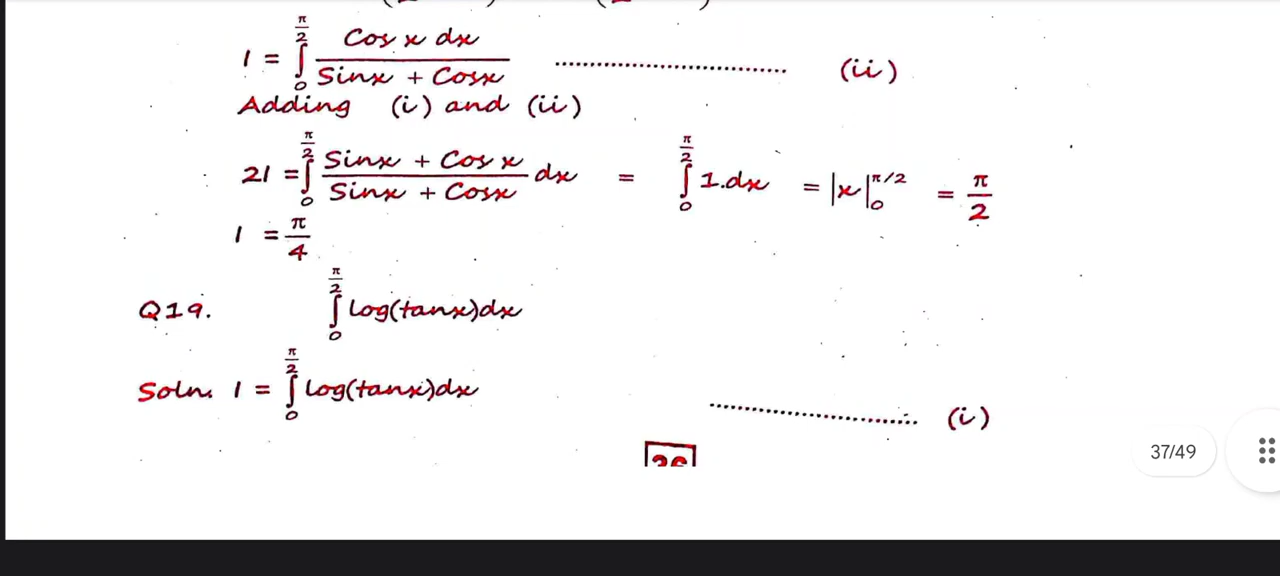 I = ∫₀^{π/2} Cos x dx / Sinx + Cosx .................................. (ii)
Adding (i) and (ii)
2I = ∫₀^{π/2} Sinx + Cos x / Sinx + Cosx dx = ∫₀^{π/2} 1.dx = |x|₀^{π/2} = π/2
I = π/4
Q19. ∫₀^{π/2} log(tanx)dx
Soln. I = ∫₀^{π/2} log(tanx)dx .............................. (i)
37/49